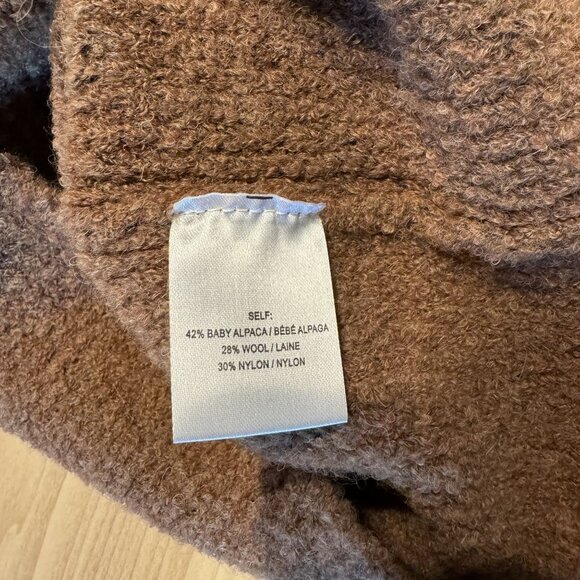 SELF:
42% BABY ALPACA / BÉBÉ ALPAGA
28% WOOL / LAINE
30% NYLON / NYLON